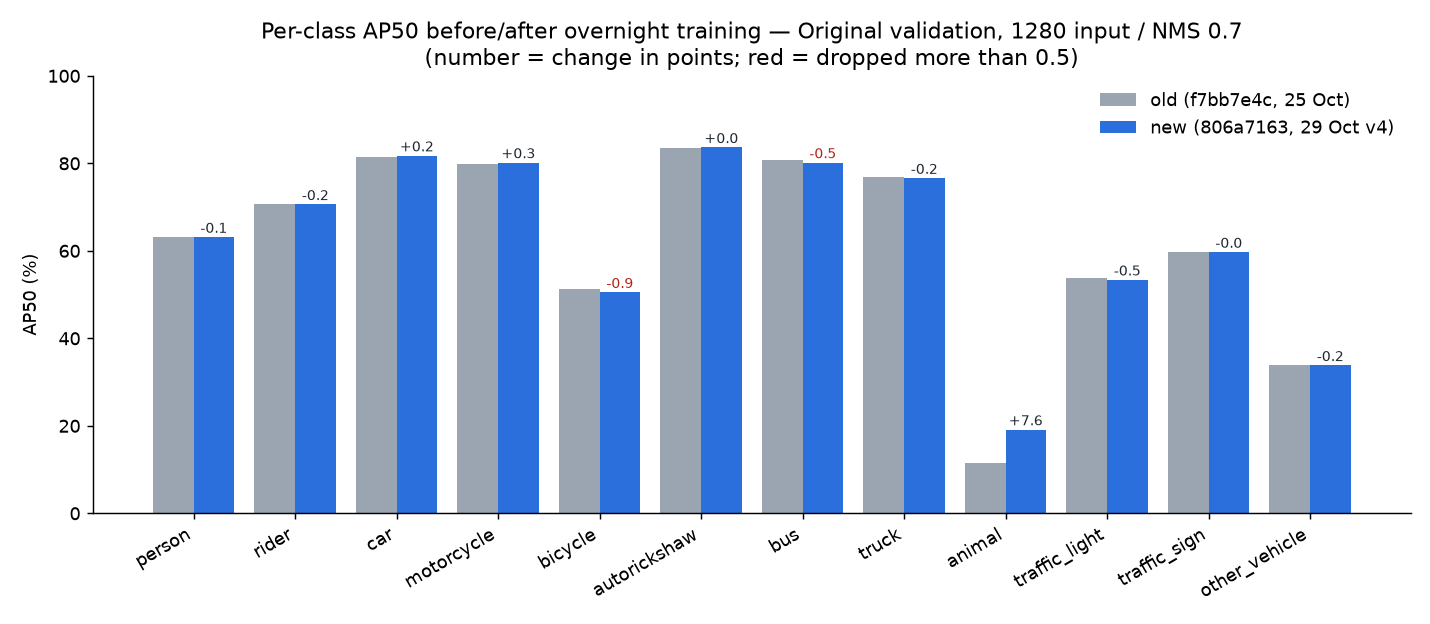 Per-class AP50 before/after overnight training — Original validation, 1280 input / NMS 0.7
(number = change in points; red = dropped more than 0.5)
old (f7bb7e4c, 25 Oct)
new (806a7163, 29 Oct v4)
AP50 (%)
100
80
60
40
20
0
-0.1
-0.2
+0.2
+0.3
-0.9
+0.0
-0.5
-0.2
+7.6
-0.5
-0.0
-0.2
person
rider
car
motorcycle
bicycle
autorickshaw
bus
truck
animal
traffic_light
traffic_sign
other_vehicle